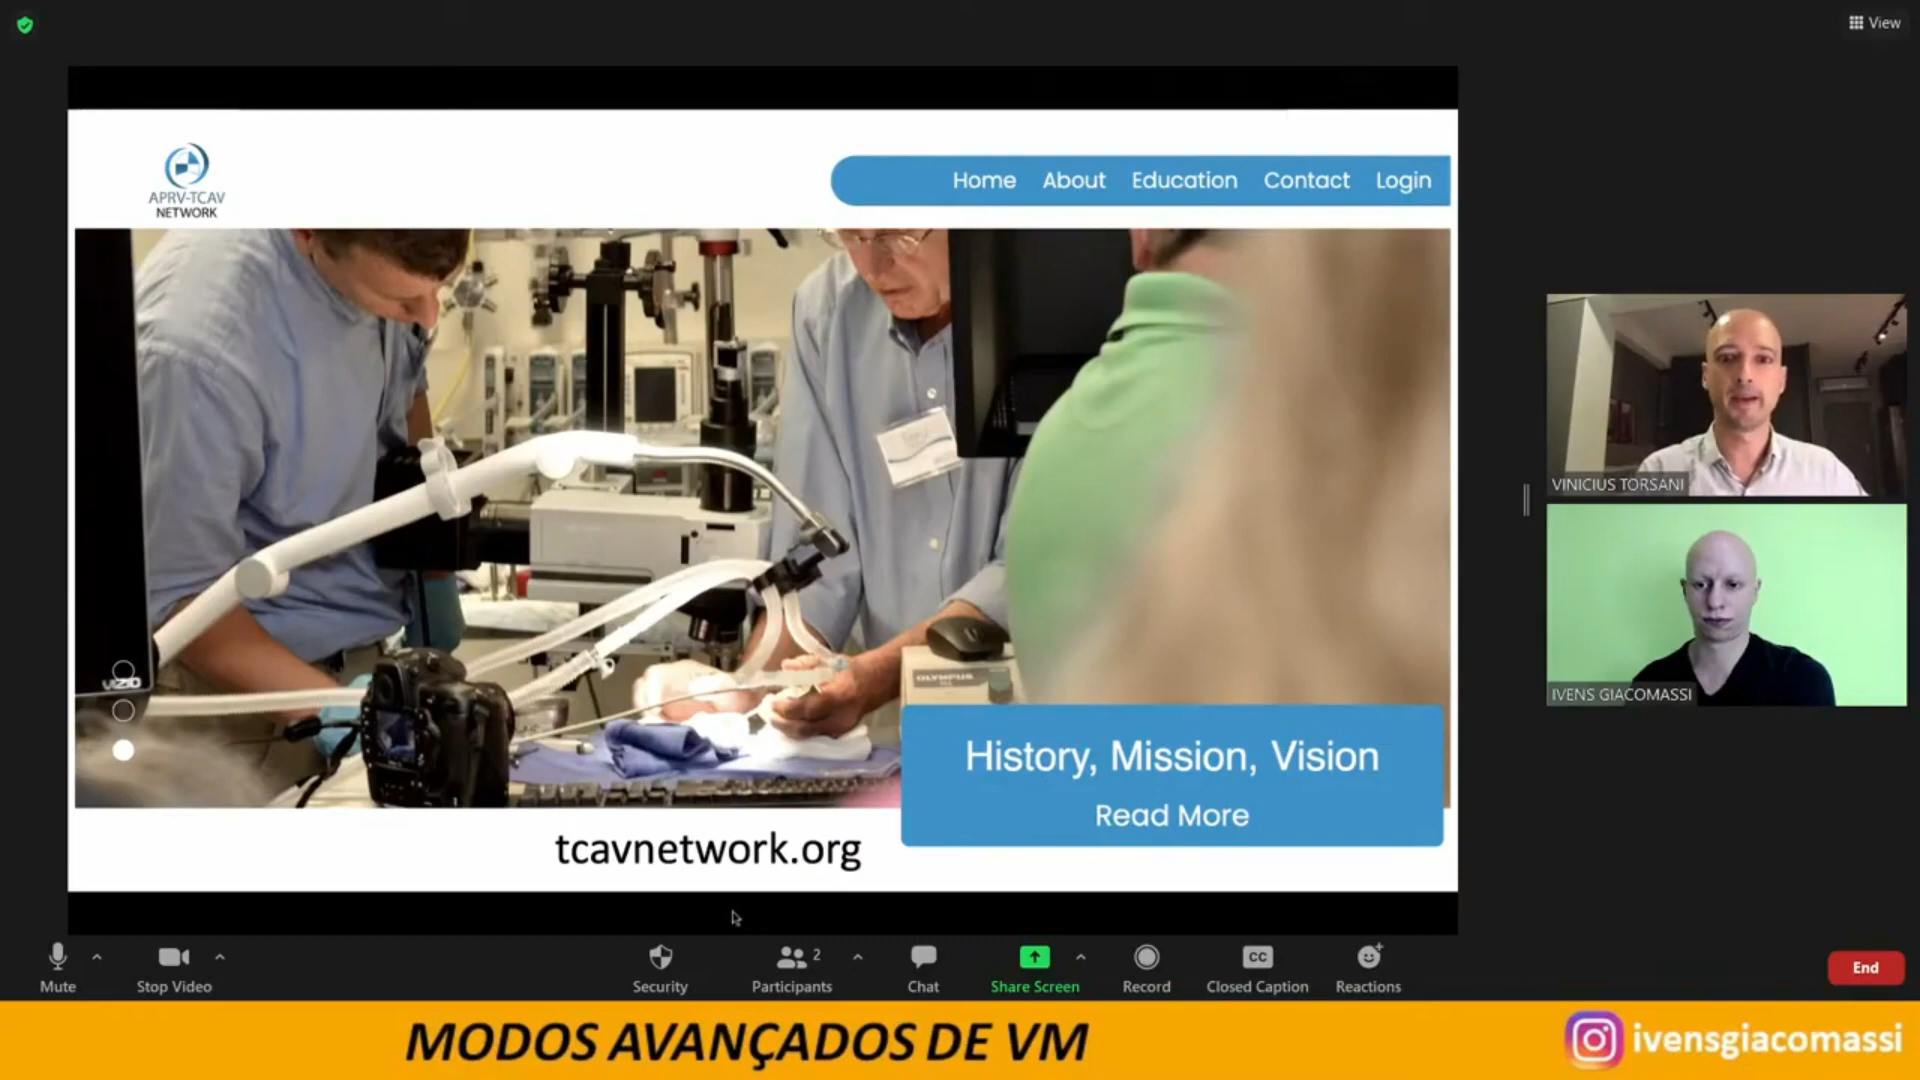 View
APRV-TCAV
NETWORK
Home About Education Contact Login
VIZIO
OLYMPUS
History, Mission, Vision
Read More
tcavnetwork.org
VINICIUS TORSANI
IVENS GIACOMASSI
Mute
Stop Video
Security
2
Participants
Chat
Share Screen
Record
CC
Closed Caption
Reactions
End
MODOS AVANÇADOS DE VM
ivensgiacomassi